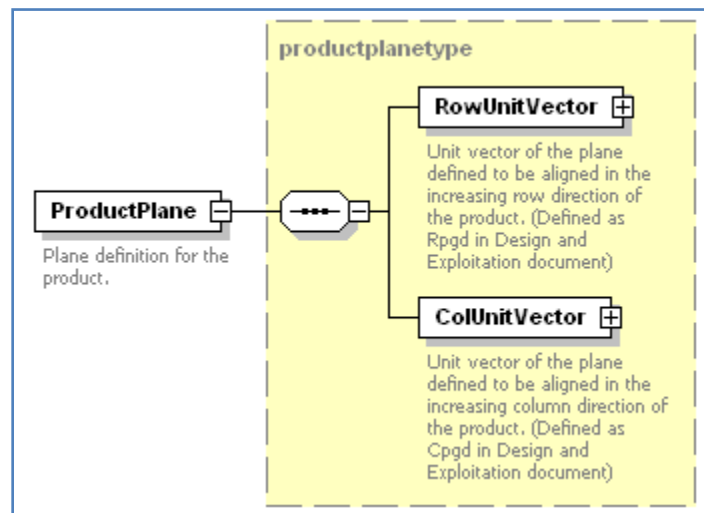 productplanetype
RowUnitVector
Unit vector of the plane
defined to be aligned in the
increasing row direction of
the product. (Defined as
Rpgd in Design and
Exploitation document)
ProductPlane
Plane definition for the
product.
ColUnitVector
Unit vector of the plane
defined to be aligned in the
increasing column direction of
the product. (Defined as
Cpgd in Design and
Exploitation document)